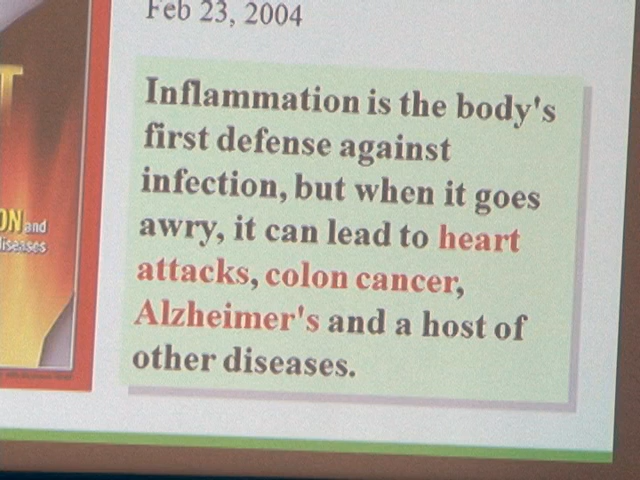 Feb 23, 2004
Inflammation is the body's
first defense against
infection, but when it goes
awry, it can lead to heart
attacks, colon cancer,
Alzheimer's and a host of
other diseases.
T
ON and
diseases